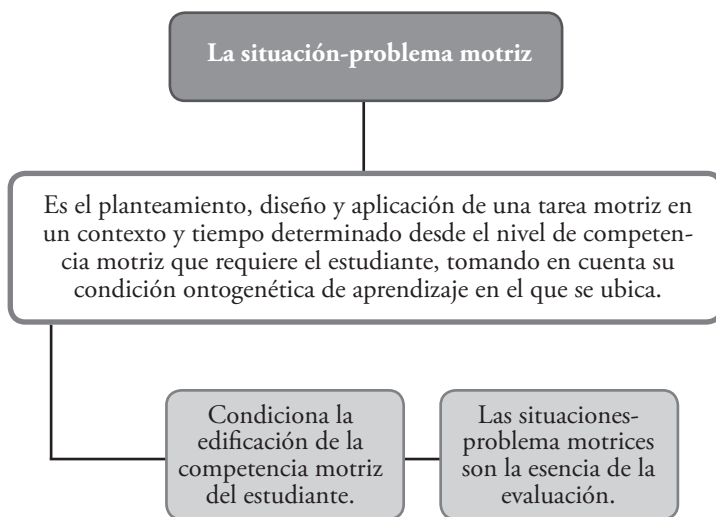 La situación-problema motriz
Es el planteamiento, diseño y aplicación de una tarea motriz en
un contexto y tiempo determinado desde el nivel de competen-
cia motriz que requiere el estudiante, tomando en cuenta su
condición ontogenética de aprendizaje en el que se ubica.
Condiciona la
edificación de la
competencia motriz
del estudiante.
Las situaciones-
problema motrices
son la esencia de la
evaluación.